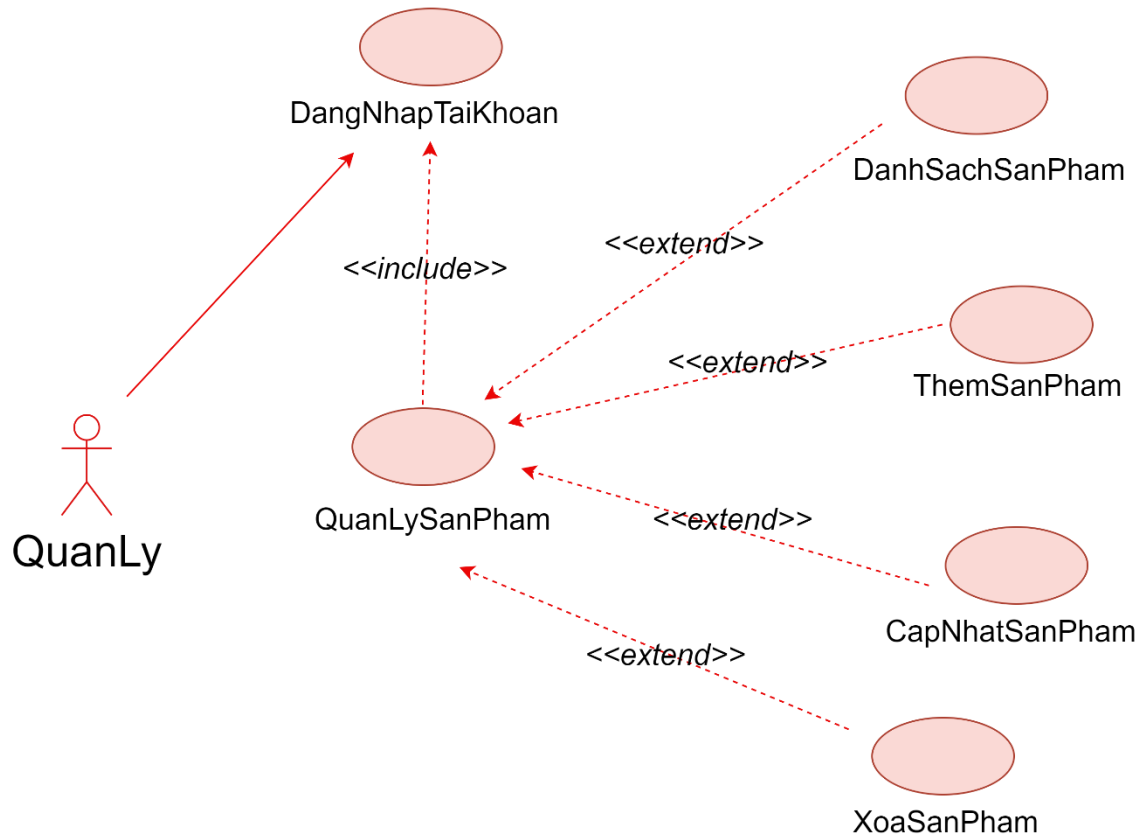 DangNhapTaiKhoan
DanhSachSanPham
<<extend>>
<<include>>
<<extend>>
ThemSanPham
QuanLySanPham
<<extend>>
QuanLy
CapNhatSanPham
<<extend>>
XoaSanPham